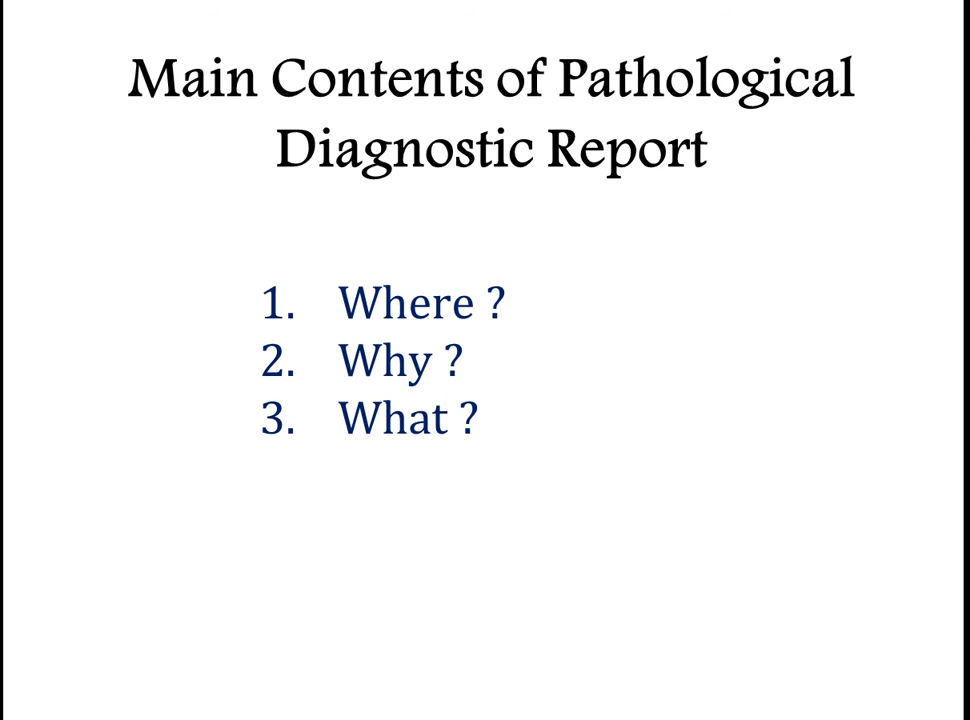 Main Contents of Pathological
Diagnostic Report
1. Where ?
2. Why ?
3. What ?